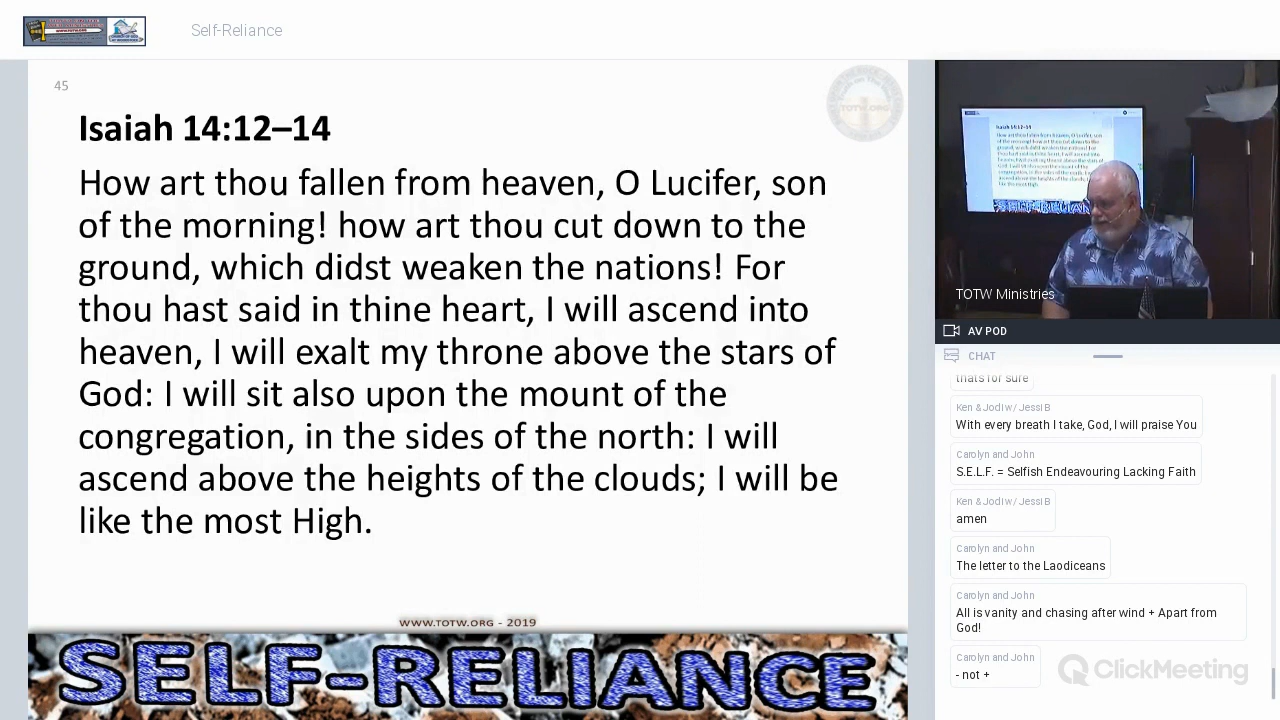 Self-Reliance
45
Isaiah 14:12–14
How art thou fallen from heaven, O Lucifer, son
of the morning! how art thou cut down to the
ground, which didst weaken the nations! For
thou hast said in thine heart, I will ascend into
heaven, I will exalt my throne above the stars of
God: I will sit also upon the mount of the
congregation, in the sides of the north: I will
ascend above the heights of the clouds; I will be
like the most High.
WWW.TOTW.ORG - 2019
SELF-RELIANCE
TOTW.ORG
TOTW Ministries
AV POD
CHAT
thats for sure
Ken & Jodi w/ Jessi B
With every breath I take, God, I will praise You
Carolyn and John
S.E.L.F. = Selfish Endeavouring Lacking Faith
Ken & Jodi w/ Jessi B
amen
Carolyn and John
The letter to the Laodiceans
Carolyn and John
All is vanity and chasing after wind + Apart from
God!
Carolyn and John
- not +
ClickMeeting